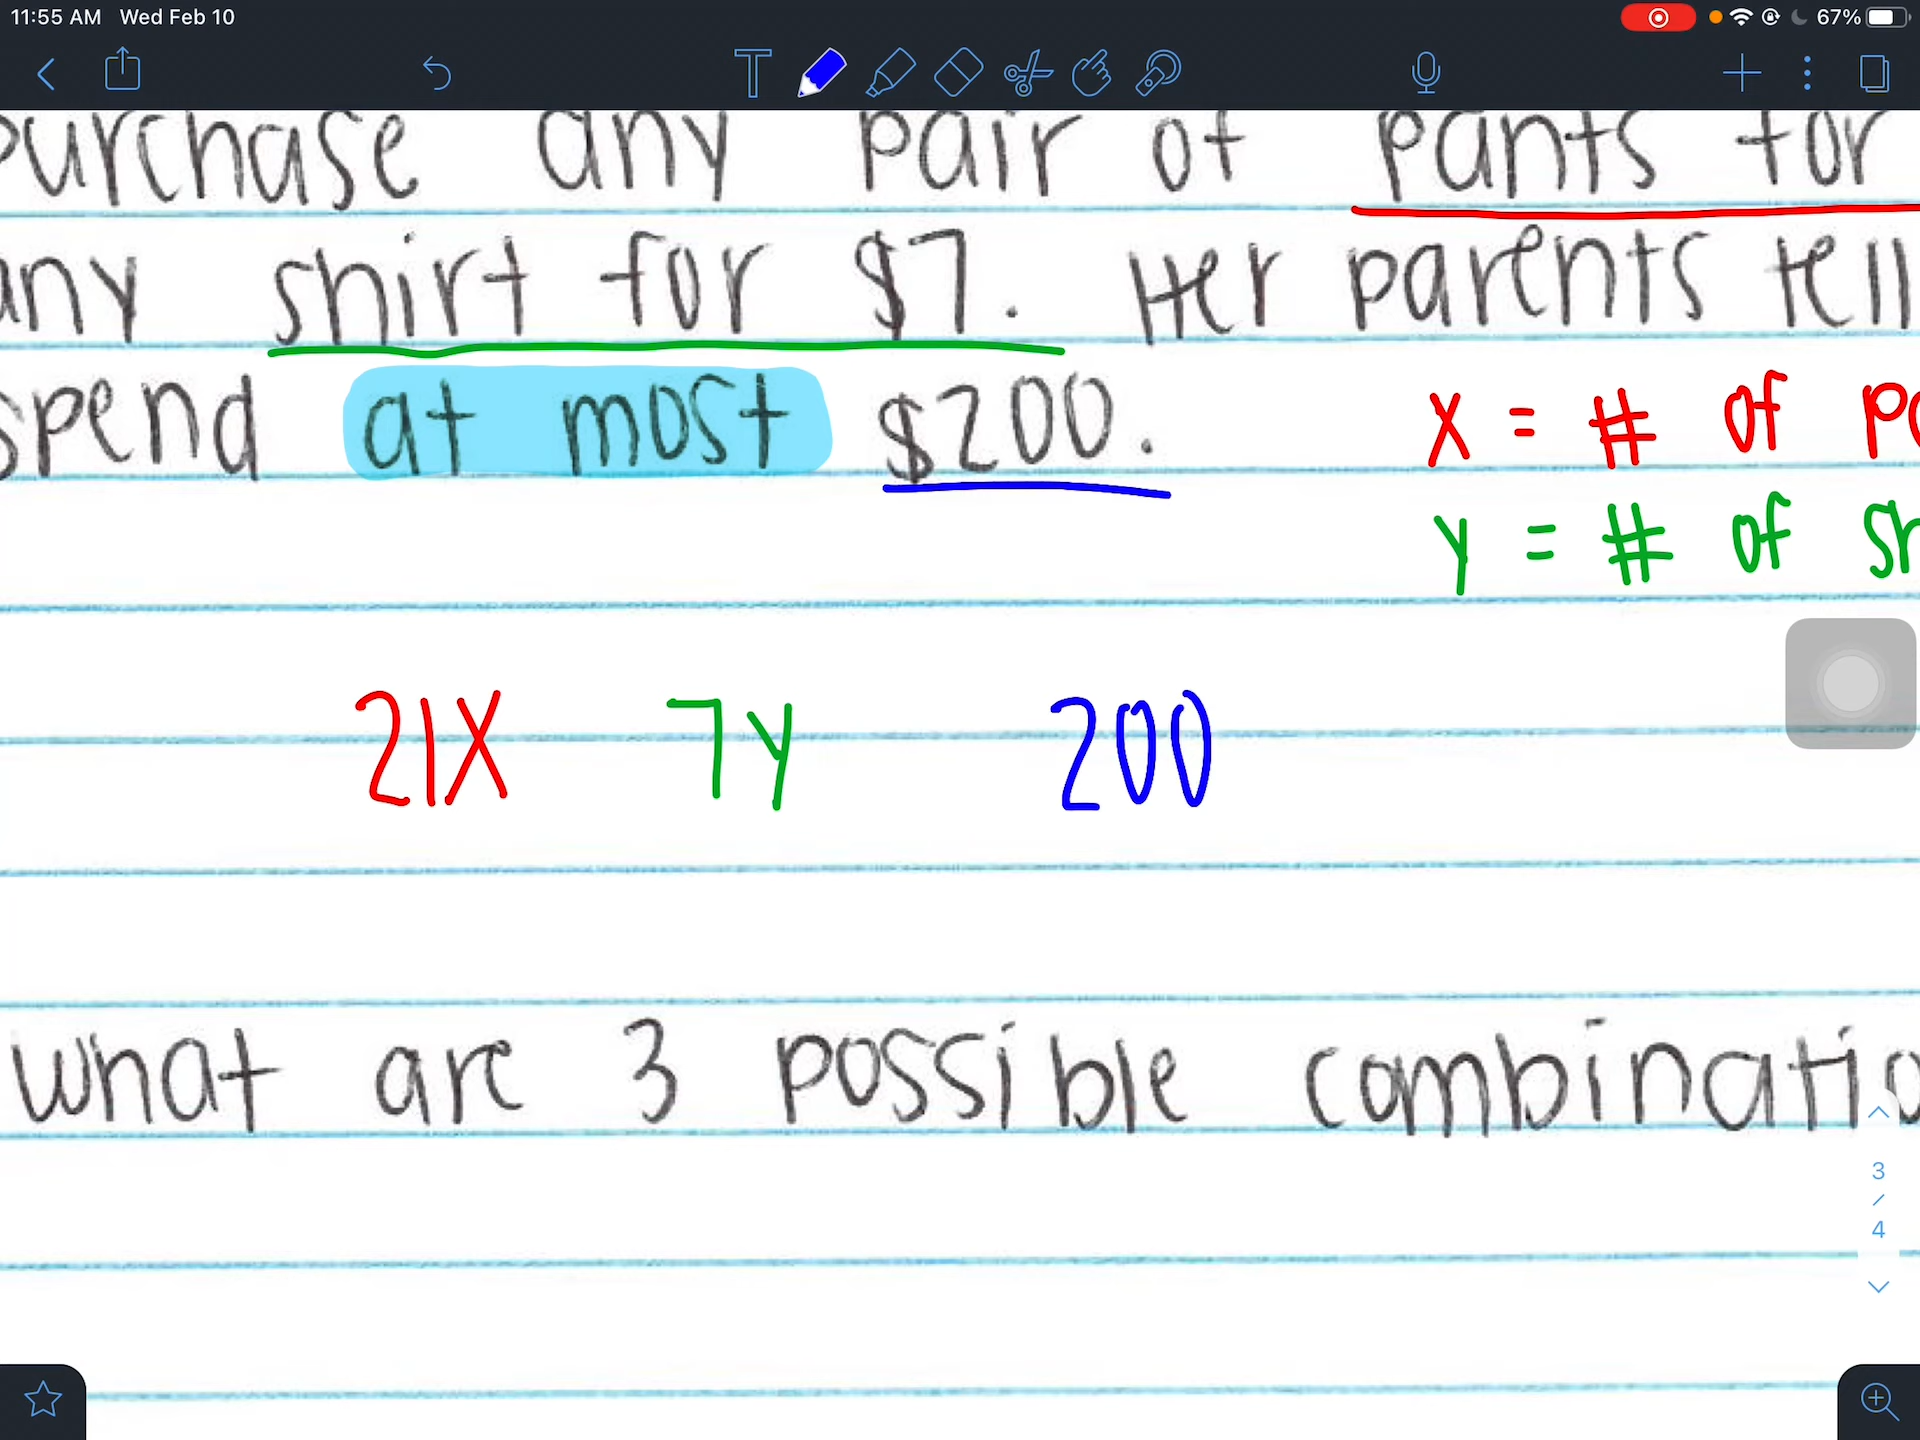 11:55 AM Wed Feb 10
67%
T
purchase any pair of pants for
any shirt for $7. Her parents tell
spend at most $200.
x = # of
y = # of
21x 7y 200
what are 3 possible
3
/
4